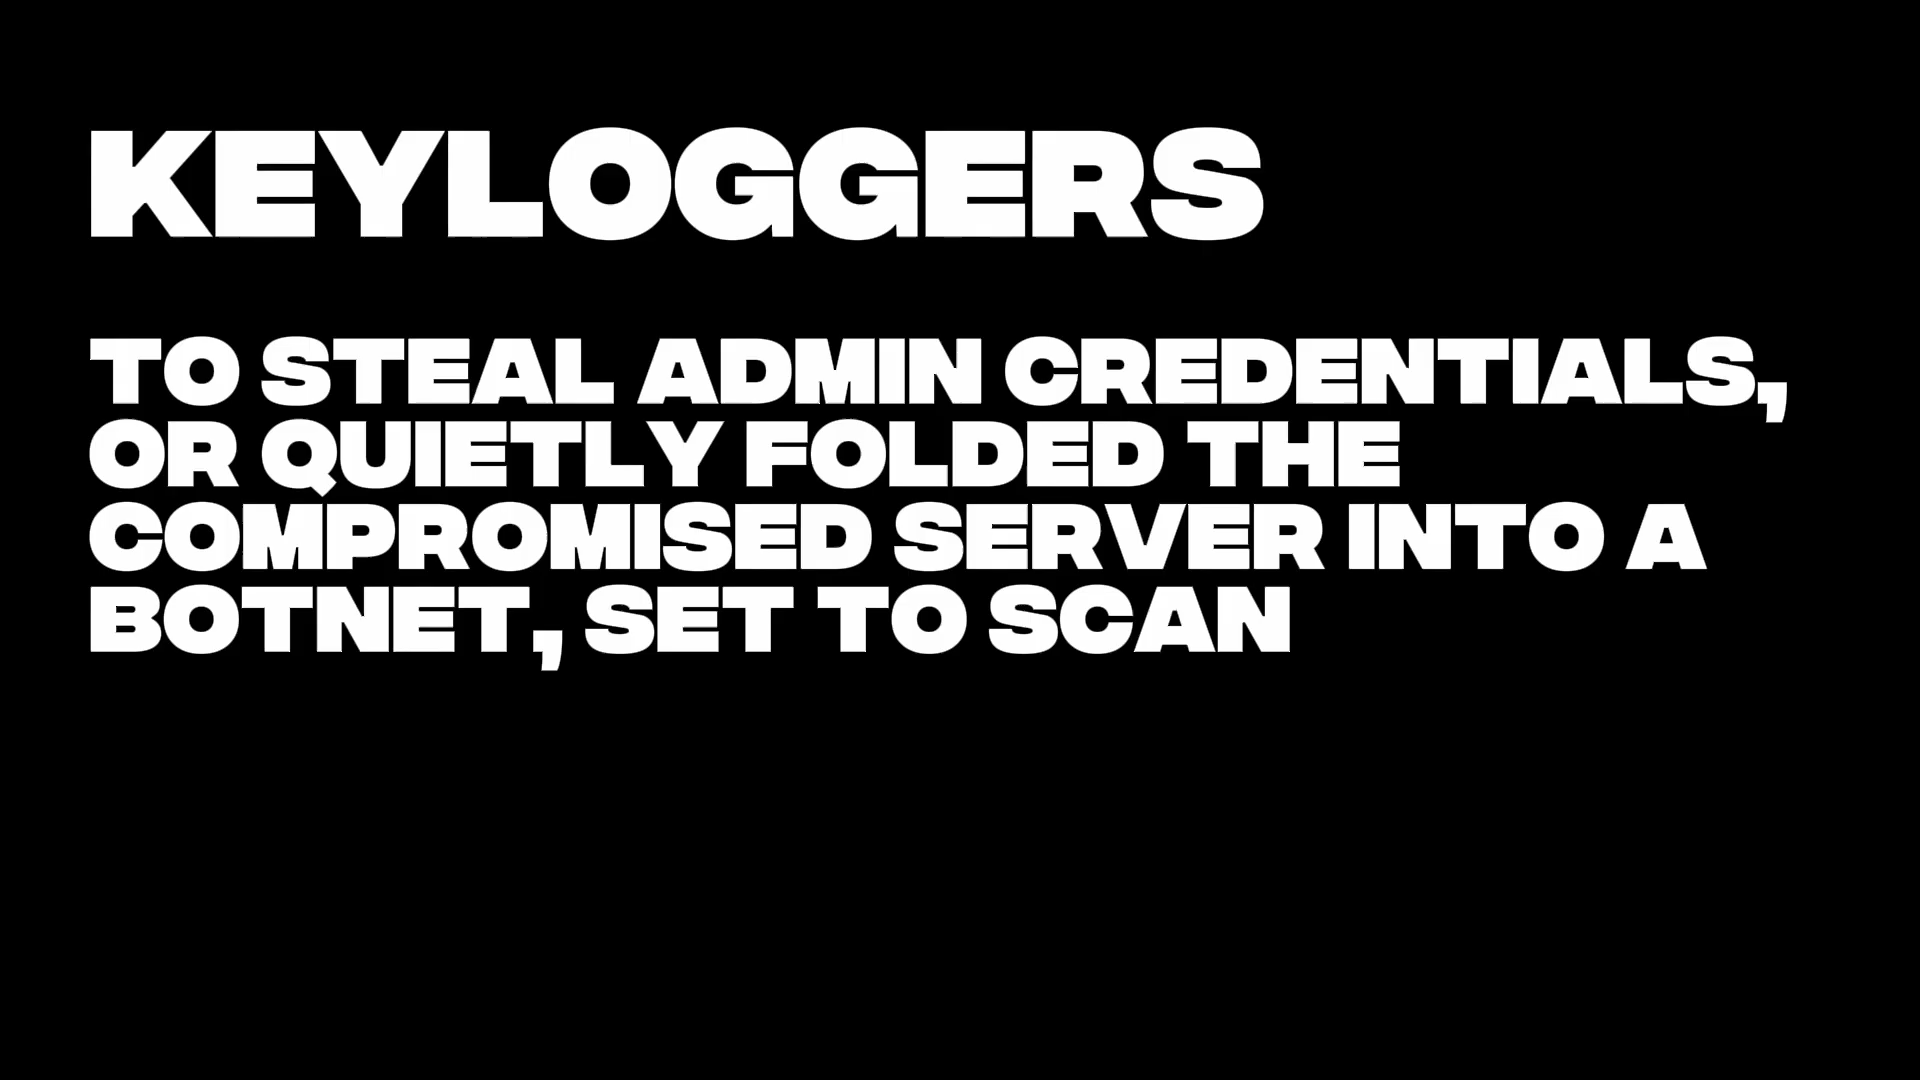 KEYLOGGERS
TO STEAL ADMIN CREDENTIALS,
OR QUIETLY FOLDED THE
COMPROMISED SERVER INTO A
BOTNET, SET TO SCAN